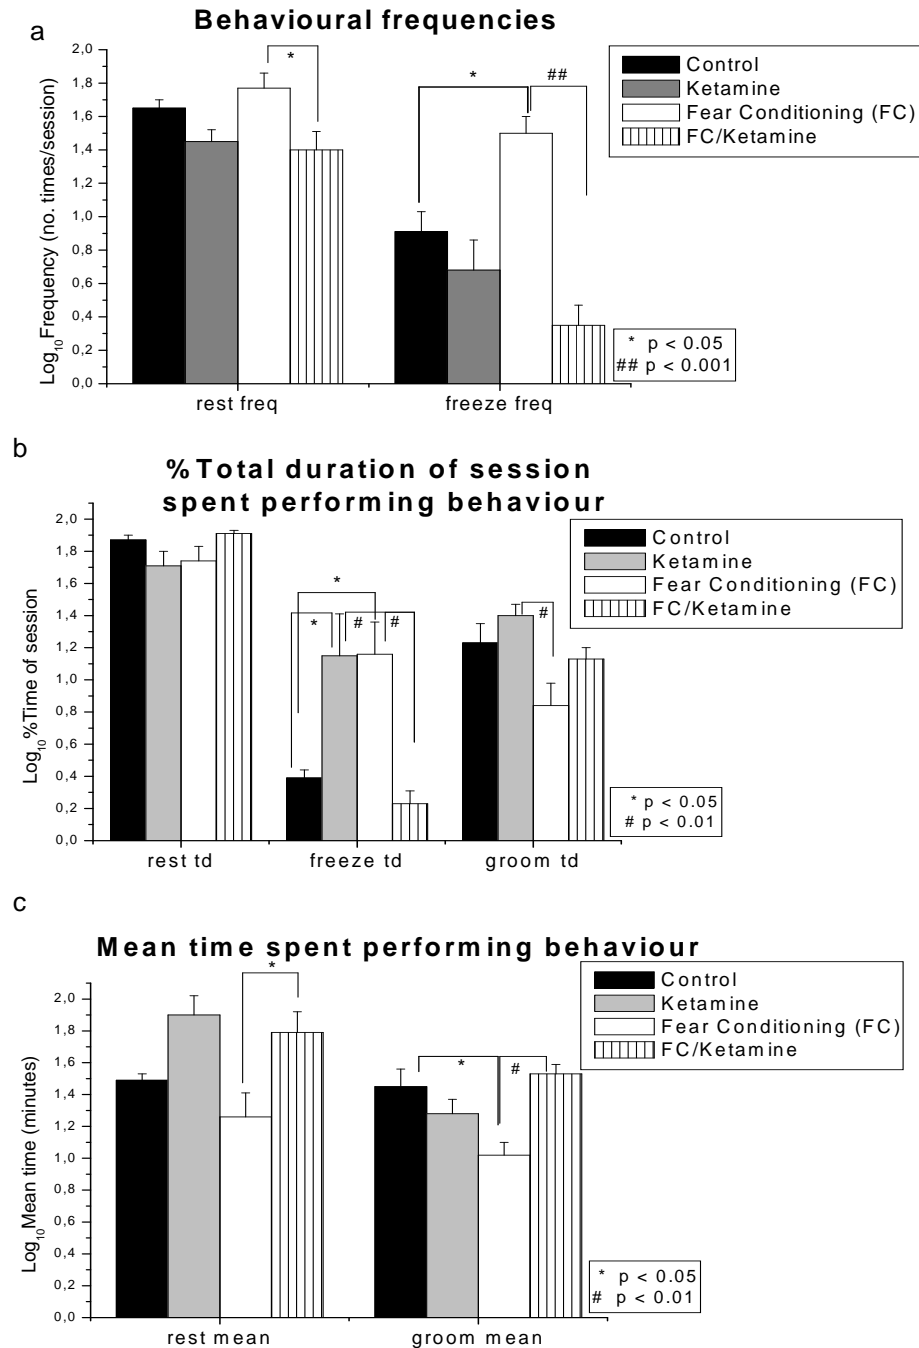 a
Behavioural frequencies
Log10Frequency (no. times/session)
2,0
1,8
1,6
1,4
1,2
1,0
0,8
0,6
0,4
0,2
0,0
*
*
##
Control
Ketamine
Fear Conditioning (FC)
FC/Ketamine
* p < 0.05
## p < 0.001
rest freq
freeze freq
b
% Total duration of session
spent performing behaviour
Log10%Time of session
2,0
1,8
1,6
1,4
1,2
1,0
0,8
0,6
0,4
0,2
0,0
*
*
#
#
#
Control
Ketamine
Fear Conditioning (FC)
FC/Ketamine
* p < 0.05
# p < 0.01
rest td
freeze td
groom td
c
Mean time spent performing behaviour
Log10Mean time (minutes)
2,0
1,8
1,6
1,4
1,2
1,0
0,8
0,6
0,4
0,2
0,0
*
*
#
Control
Ketamine
Fear Conditioning (FC)
FC/Ketamine
* p < 0.05
# p < 0.01
rest mean
groom mean